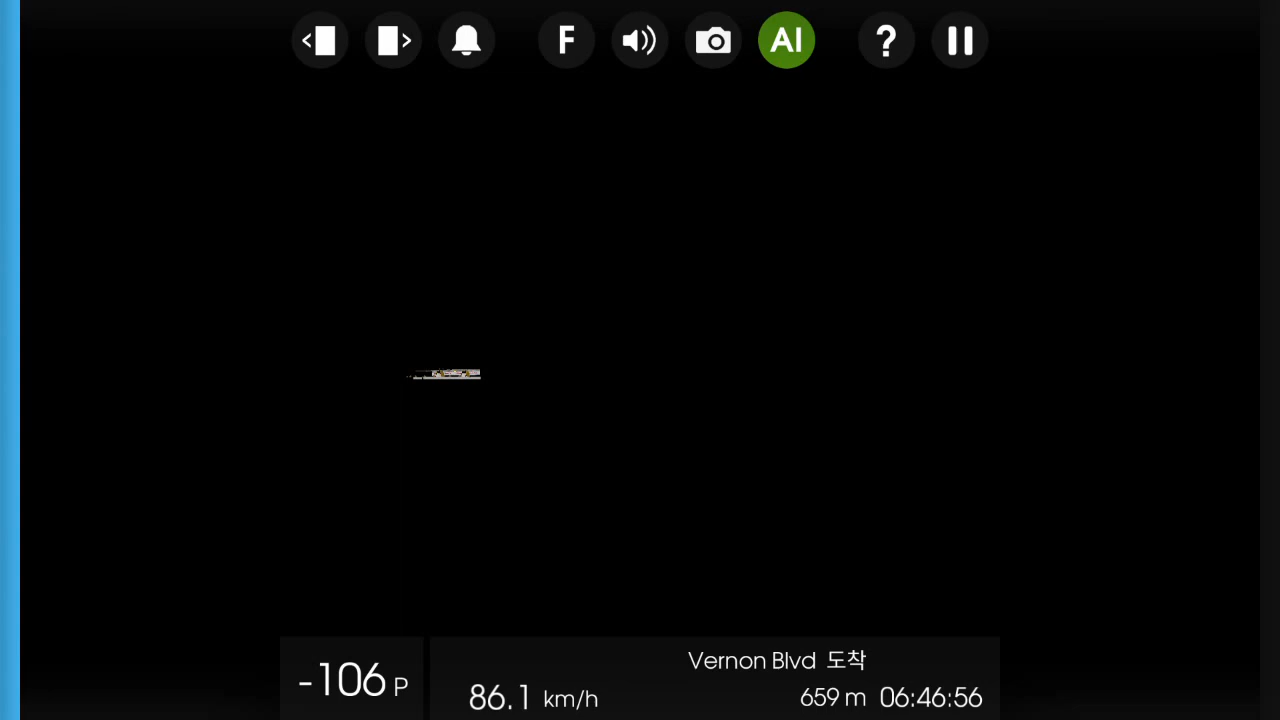 F
AI
?
-106 P
Vernon Blvd 도착
86.1 km/h
659 m 06:46:56